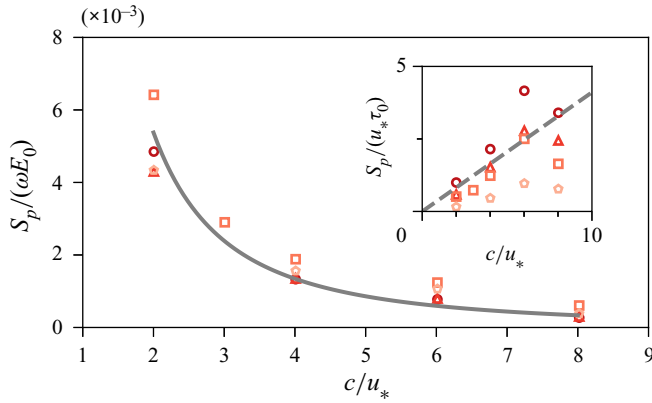 (×10⁻³)
8
6
4
2
0
S_p/(ωE_0)
1 2 3 4 5 6 7 8 9
c/u_*
5
S_p/(u_*τ_0)
0 10
c/u_*